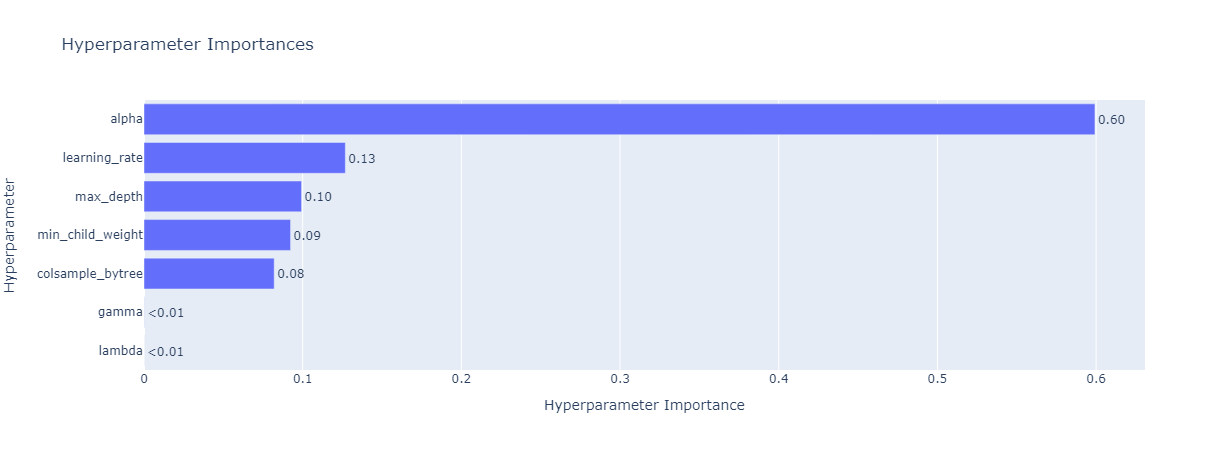 Hyperparameter Importances
Hyperparameter
alpha 0.60
learning_rate 0.13
max_depth 0.10
min_child_weight 0.09
colsample_bytree 0.08
gamma <0.01
lambda <0.01
0 0.1 0.2 0.3 0.4 0.5 0.6
Hyperparameter Importance